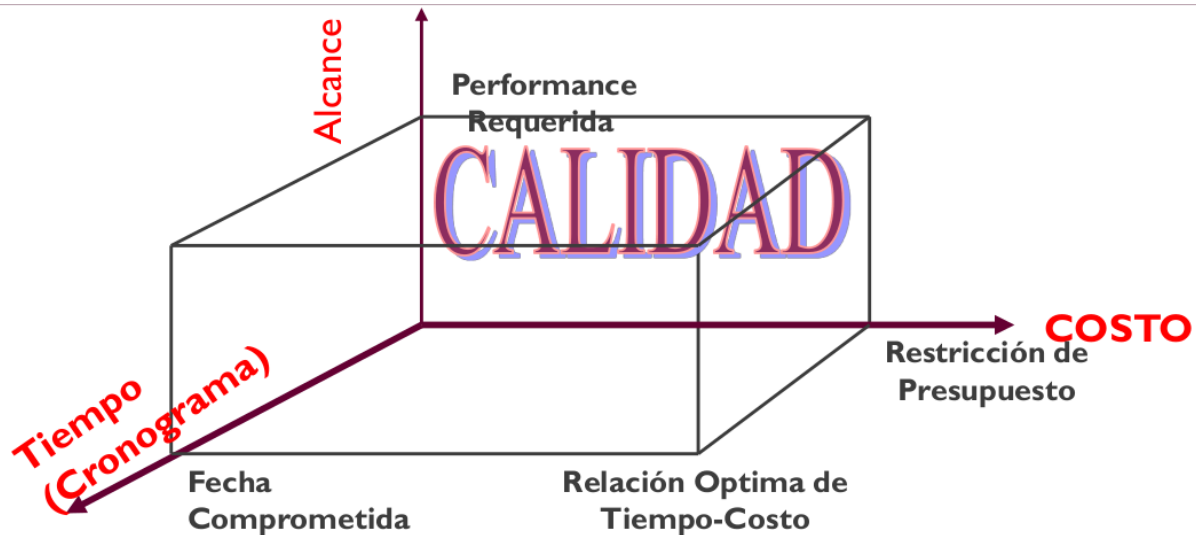 Alcance
Performance
Requerida
CALIDAD
COSTO
Restricción de
Presupuesto
Tiempo
(Cronograma)
Fecha
Comprometida
Relación Optima de
Tiempo-Costo